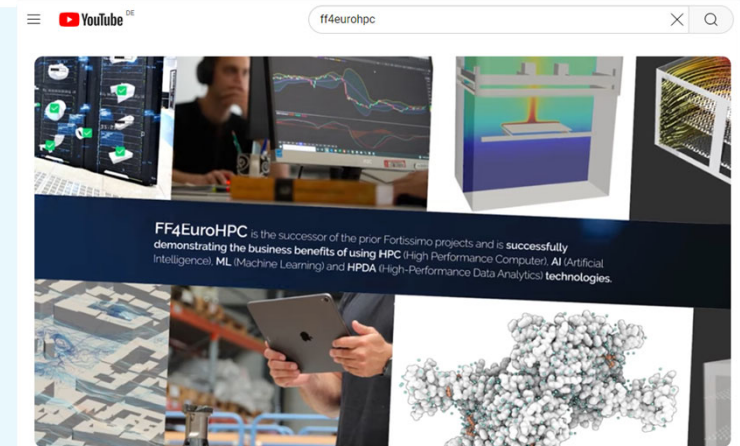 YouTube DE
ff4eurohpc
FF4EuroHPC is the successor of the prior Fortissimo projects and is successfully
demonstrating the business benefits of using HPC (High Performance Computer), AI (Artificial
Intelligence), ML (Machine Learning) and HPDA (High-Performance Data Analytics) technologies.